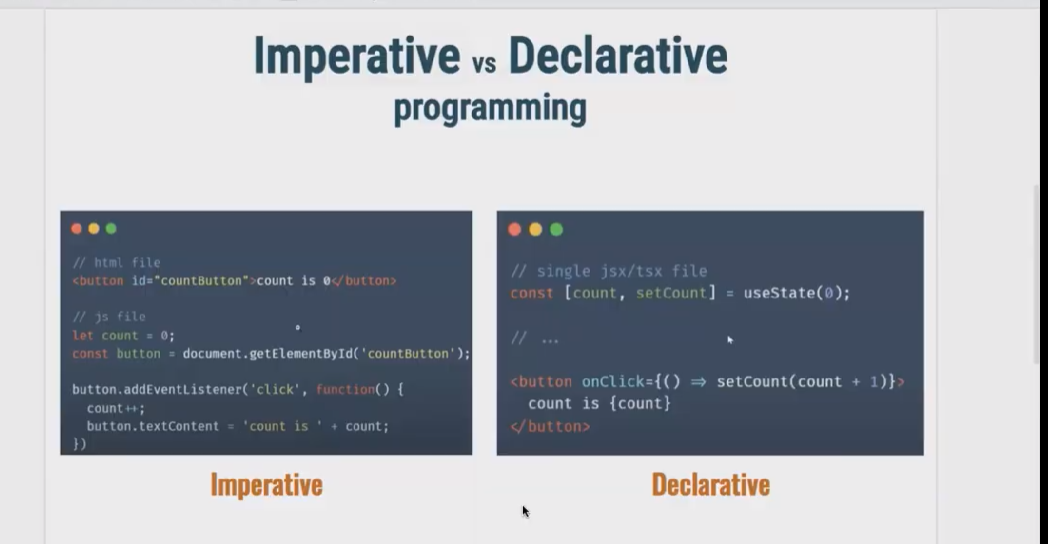 Imperative vs Declarative
programming
// html file
<button id="countButton">count is 0</button>
// js file
let count = 0;
const button = document.getElementById('countButton');
button.addEventListener('click', function() {
count++;
button.textContent = 'count is ' + count;
})
Imperative
// single jsx/tsx file
const [count, setCount] = useState(0);
// ...
<button onClick={() => setCount(count + 1)}>
count is {count}
</button>
Declarative